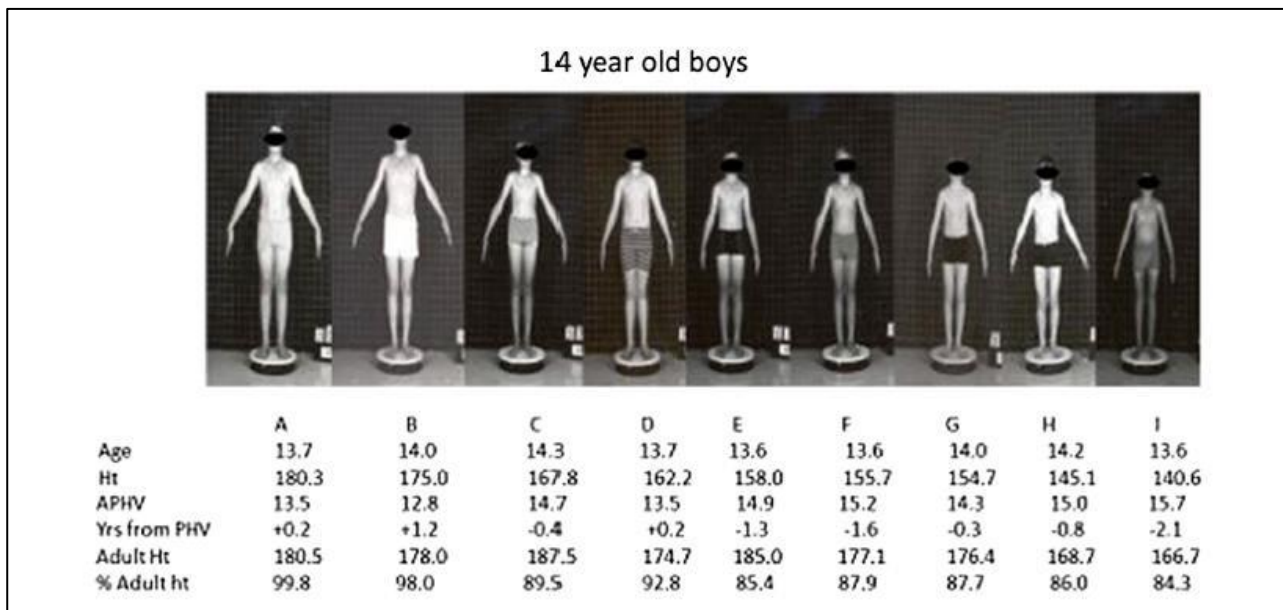 14 year old boys
A B C D E F G H I
Age 13.7 14.0 14.3 13.7 13.6 13.6 14.0 14.2 13.6
Ht 180.3 175.0 167.8 162.2 158.0 155.7 154.7 145.1 140.6
APHV 13.5 12.8 14.7 13.5 14.9 15.2 14.3 15.0 15.7
Yrs from PHV +0.2 +1.2 -0.4 +0.2 -1.3 -1.6 -0.3 -0.8 -2.1
Adult Ht 180.5 178.0 187.5 174.7 185.0 177.1 176.4 168.7 166.7
% Adult ht 99.8 98.0 89.5 92.8 85.4 87.9 87.7 86.0 84.3